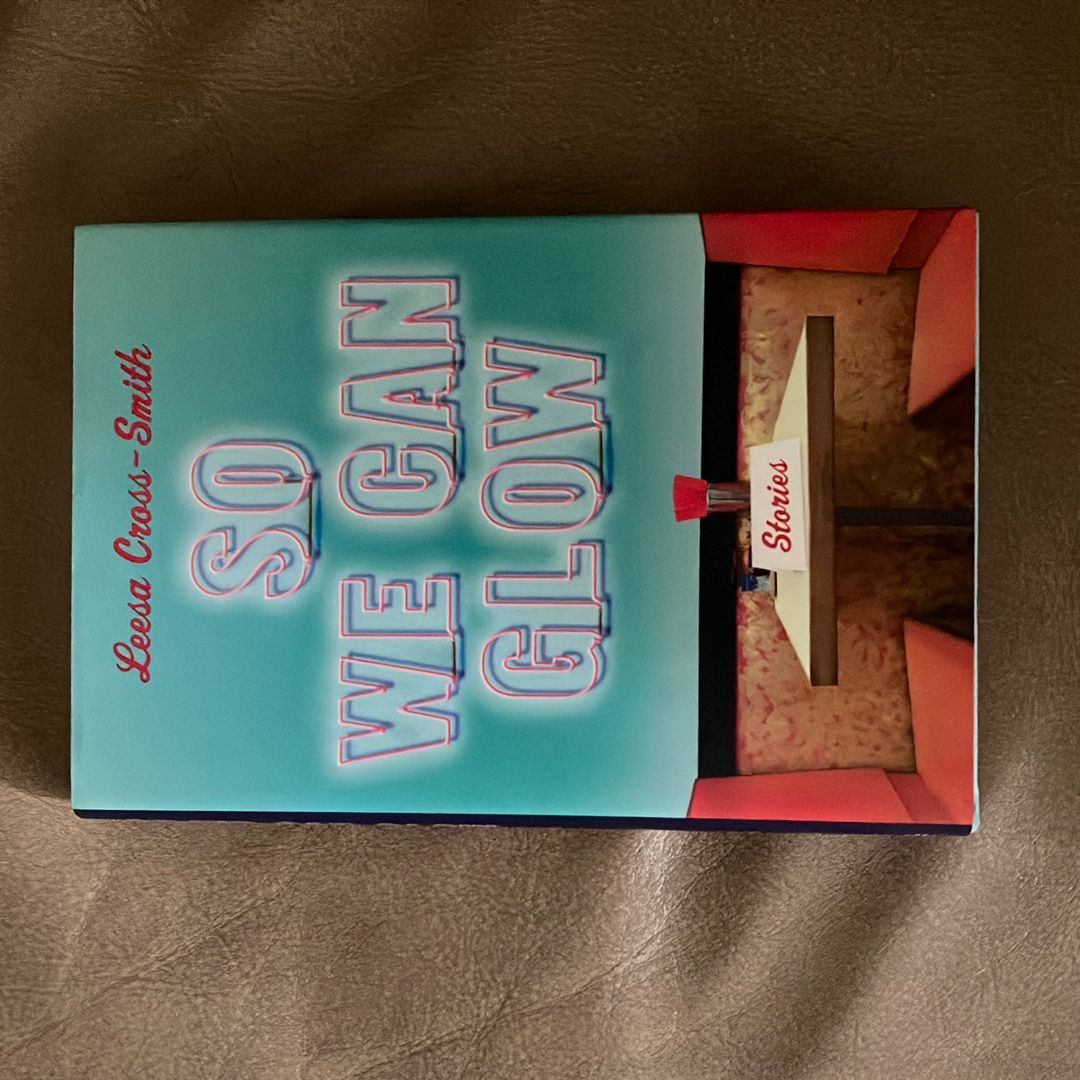 Leesa Cross-Smith
SO
WE CAN
GLOW
Stories